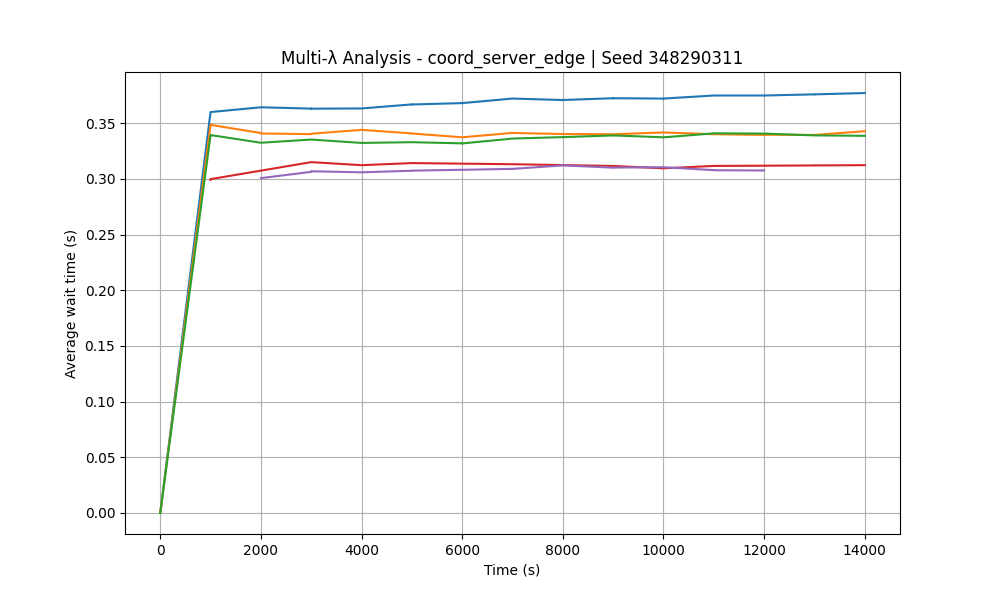 Multi-λ Analysis - coord_server_edge | Seed 348290311
Average wait time (s)
0.35
0.30
0.25
0.20
0.15
0.10
0.05
0.00
0 2000 4000 6000 8000 10000 12000 14000
Time (s)